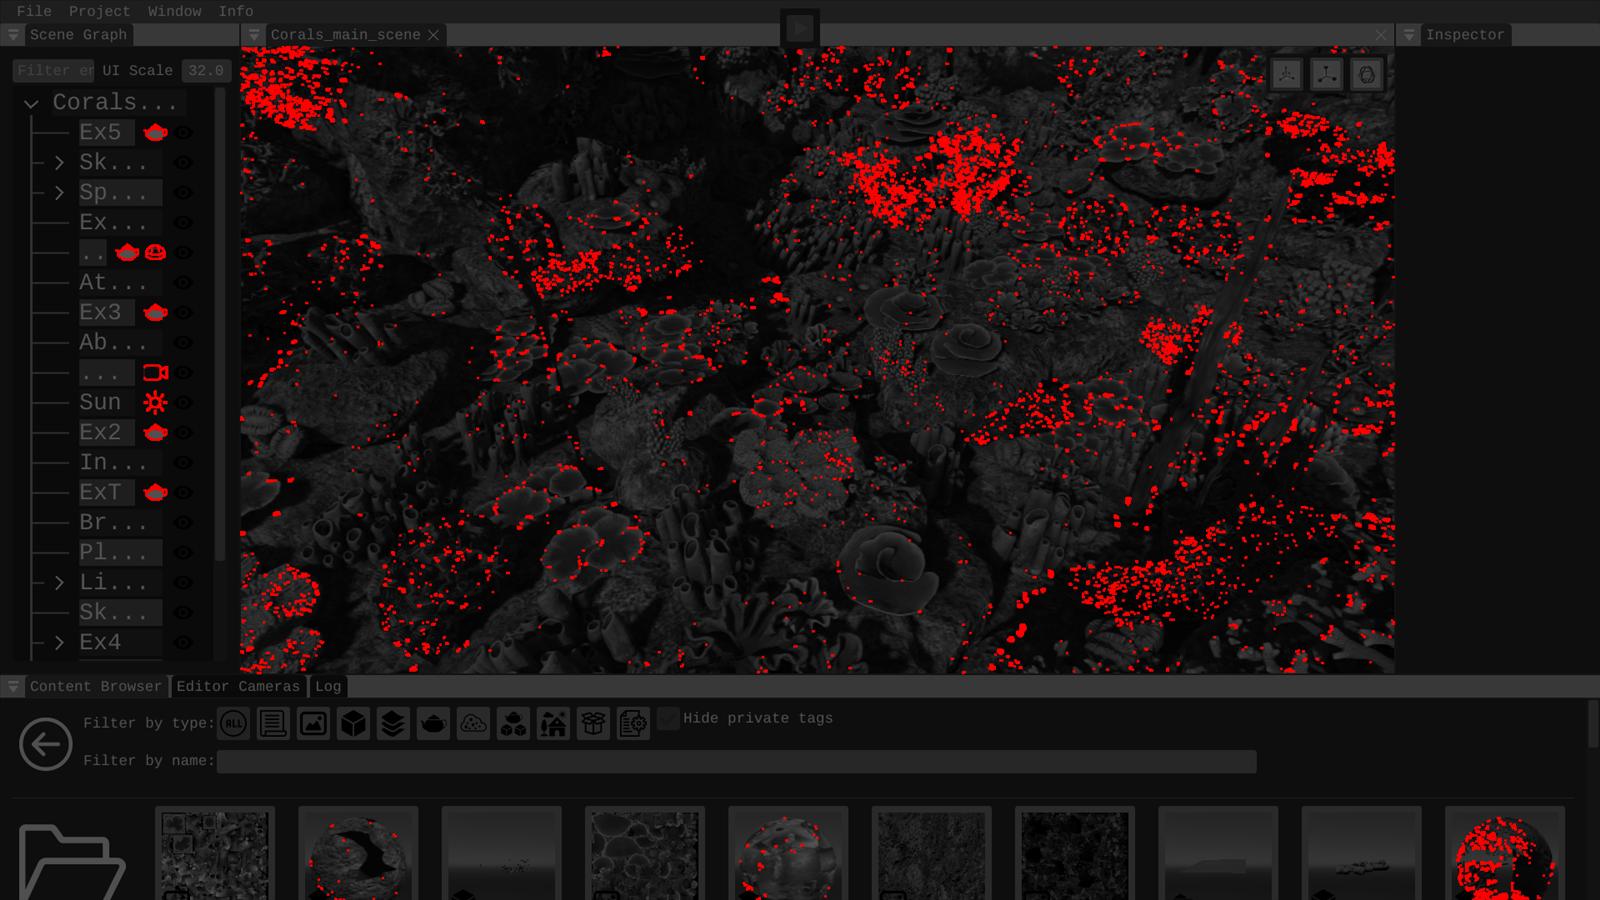 File Project Window Info
Scene Graph
Corals_main_scene
Inspector
Filter er UI Scale 32.0
Corals...
Ex5
Sk...
Sp...
Ex...
..
At...
Ex3
Ab...
...
Sun
Ex2
In...
ExT
Br...
Pl...
Li...
Sk...
Ex4
Content Browser Editor Cameras Log
Filter by type: ALL Hide private tags
Filter by name: